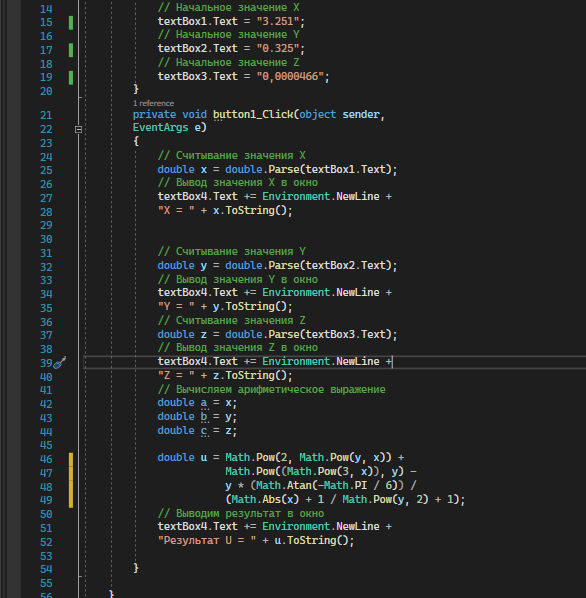 14 // Начальное значение X
15 textBox1.Text = "3.251";
16 // Начальное значение Y
17 textBox2.Text = "0.325";
18 // Начальное значение Z
19 textBox3.Text = "0,0000466";
20 }
1 reference
21 private void button1_Click(object sender,
22 EventArgs e)
23 {
24 // Считывание значения X
25 double x = double.Parse(textBox1.Text);
26 // Вывод значения X в окно
27 textBox4.Text += Environment.NewLine +
28 "X = " + x.ToString();
29
30
31 // Считывание значения Y
32 double y = double.Parse(textBox2.Text);
33 // Вывод значения Y в окно
34 textBox4.Text += Environment.NewLine +
35 "Y = " + y.ToString();
36 // Считывание значения Z
37 double z = double.Parse(textBox3.Text);
38 // Вывод значения Z в окно
39 textBox4.Text += Environment.NewLine +
40 "Z = " + z.ToString();
41 // Вычисляем арифметическое выражение
42 double a = x;
43 double b = y;
44 double c = z;
45
46 double u = Math.Pow(2, Math.Pow(y, x)) +
47 Math.Pow((Math.Pow(3, x)), y) -
48 y * (Math.Atan(-Math.PI / 6)) /
49 (Math.Abs(x) + 1 / Math.Pow(y, 2) + 1);
50 // Выводим результат в окно
51 textBox4.Text += Environment.NewLine +
52 "Результат U = " + u.ToString();
53
54 }
55
56 }